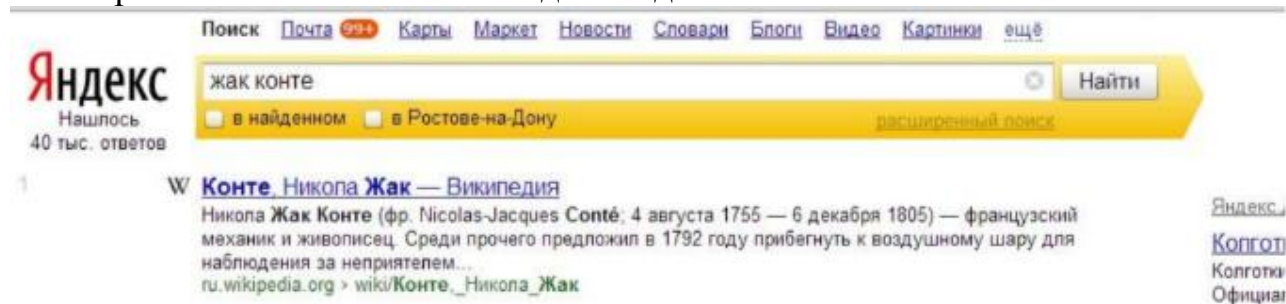 Поиск Почта 99+ Карты Маркет Новости Словари Блоги Видео Картинки ещё
Яндекс
жак конте Найти
Нашлось
40 тыс. ответов
в найденном в Ростове-на-Дону расширенный поиск
1 W Конте, Никола Жак — Википедия
Никола Жак Конте (фр. Nicolas-Jacques Conté; 4 августа 1755 — 6 декабря 1805) — французский
механик и живописец. Среди прочего предложил в 1792 году прибегнуть к воздушному шару для
наблюдения за неприятелем...
ru.wikipedia.org › wiki/Конте,_Никола_Жак
Яндекс
Колготки